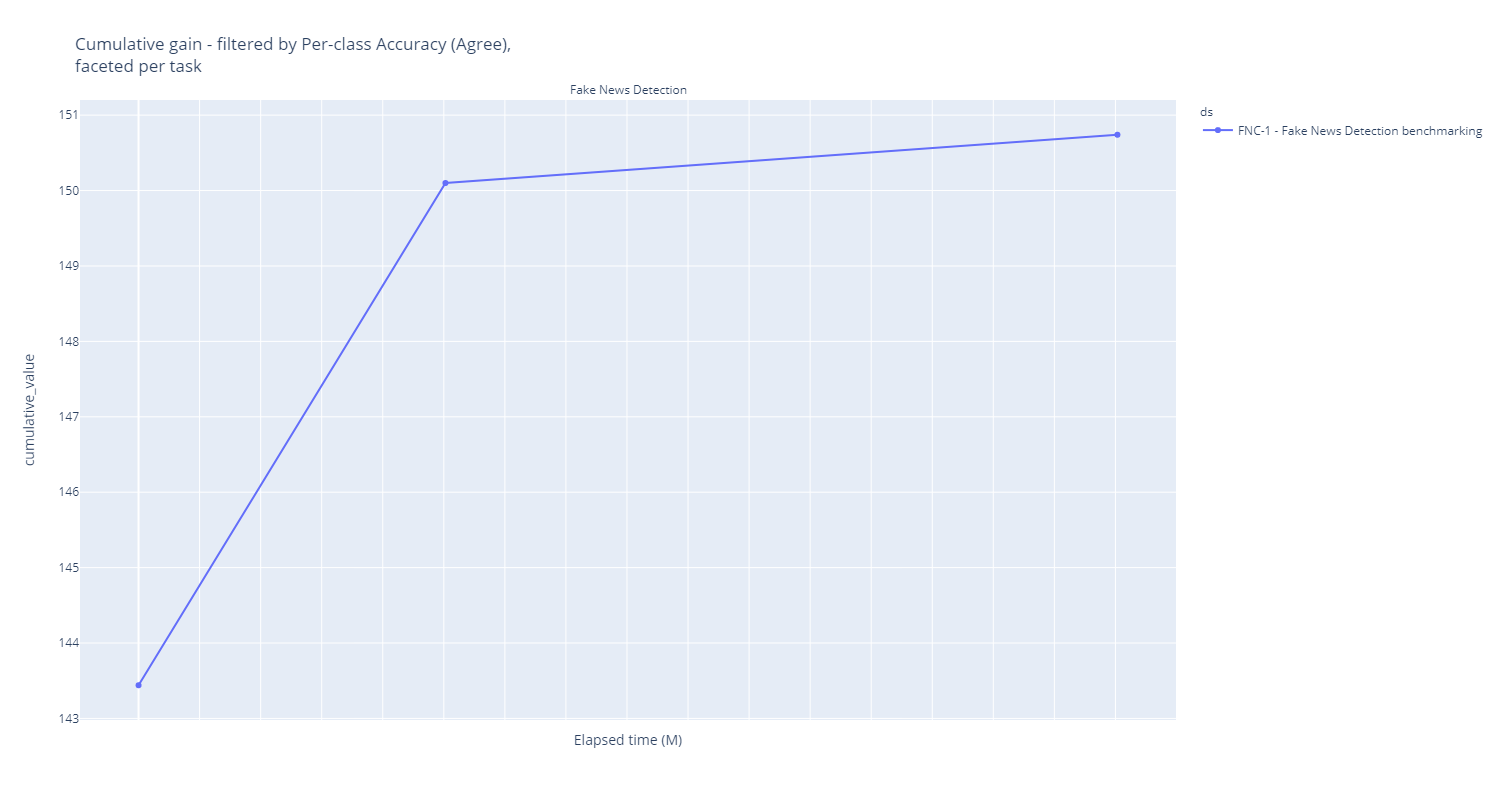 Cumulative gain - filtered by Per-class Accuracy (Agree),
faceted per task
Fake News Detection
ds
FNC-1 - Fake News Detection benchmarking
151
150
149
148
147
146
145
144
143
cumulative_value
Elapsed time (M)